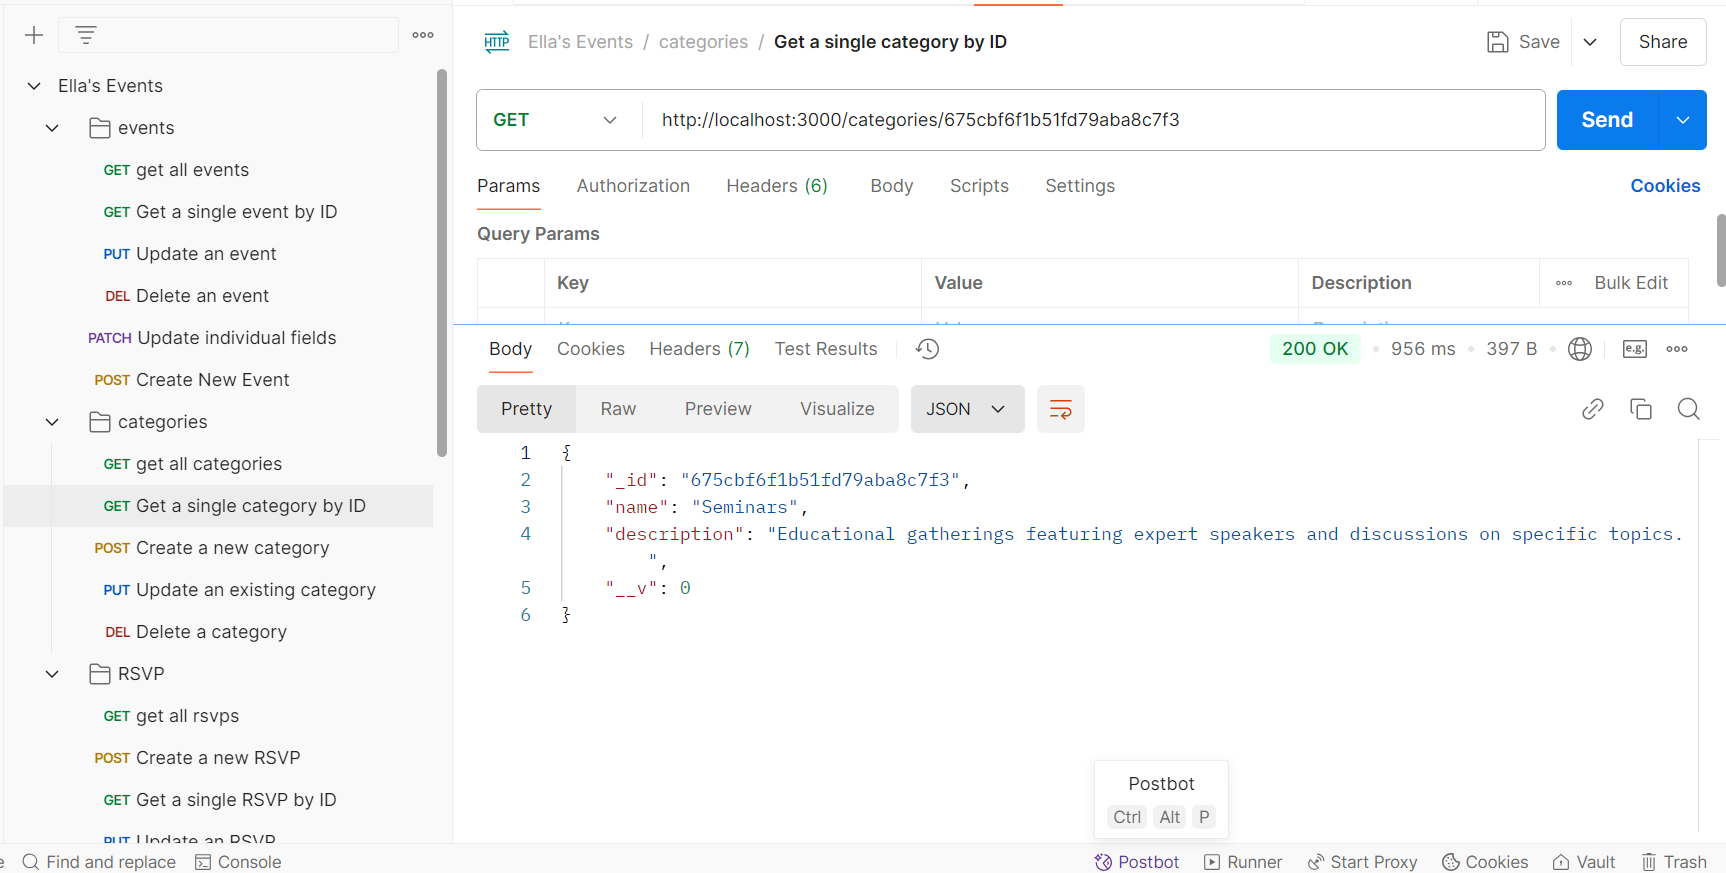 Ella's Events
events
GET get all events
GET Get a single event by ID
PUT Update an event
DEL Delete an event
PATCH Update individual fields
POST Create New Event
categories
GET get all categories
GET Get a single category by ID
POST Create a new category
PUT Update an existing category
DEL Delete a category
RSVP
GET get all rsvps
POST Create a new RSVP
GET Get a single RSVP by ID
PUT Update an RSVP
HTTP Ella's Events / categories / Get a single category by ID
Save
Share
GET http://localhost:3000/categories/675cbf6f1b51fd79aba8c7f3
Send
Params Authorization Headers (6) Body Scripts Settings Cookies
Query Params
Key Value Description Bulk Edit
Body Cookies Headers (7) Test Results 200 OK 956 ms 397 B e.g.
Pretty Raw Preview Visualize JSON
1 {
2 "_id": "675cbf6f1b51fd79aba8c7f3",
3 "name": "Seminars",
4 "description": "Educational gatherings featuring expert speakers and discussions on specific topics.
",
5 "__v": 0
6 }
Postbot
Ctrl Alt P
Find and replace Console Postbot Runner Start Proxy Cookies Vault Trash